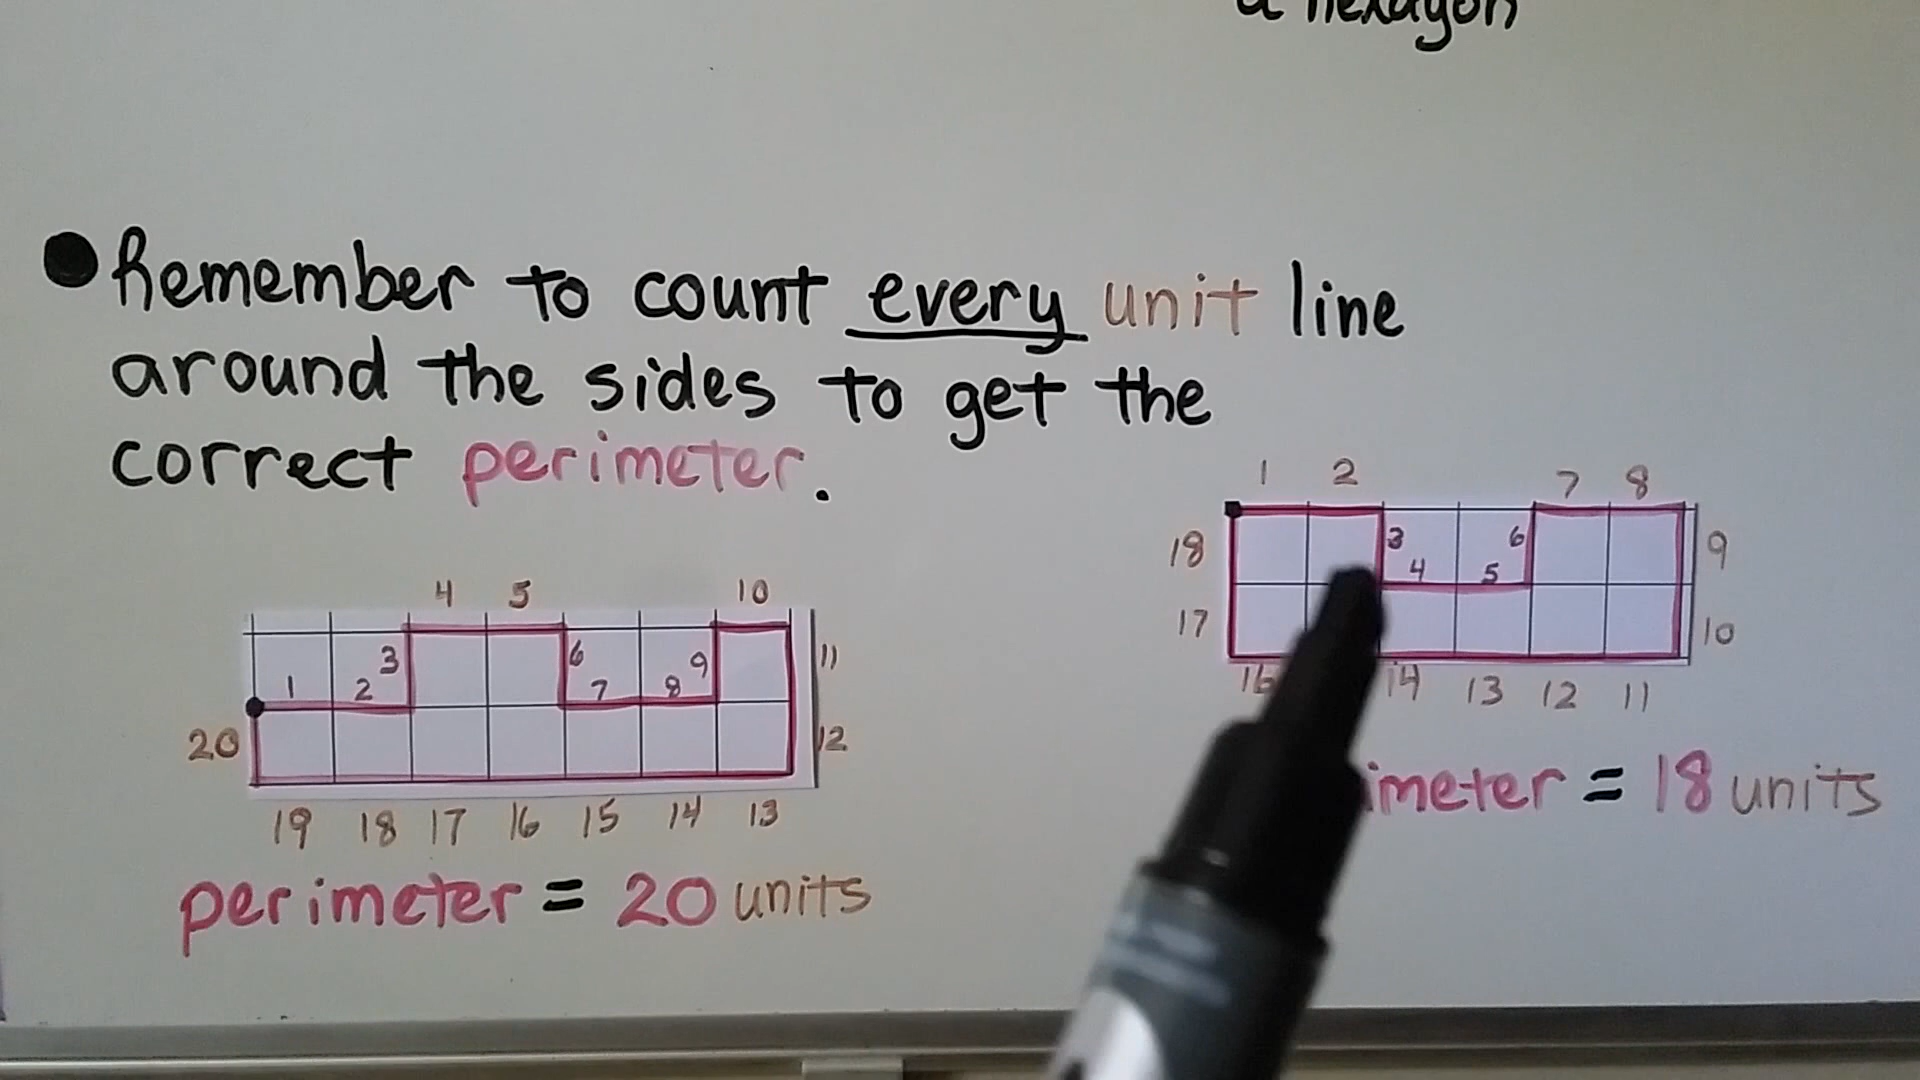 a hexagon
Remember to count every unit line
around the sides to get the
correct perimeter.
1 2 7 8
18 3 6 9
4 5
17 10
16 14 13 12 11
= 18 units
4 5 10
3 6 9 11
1 2 7 8
20 12
19 18 17 16 15 14 13
perimeter = 20 units